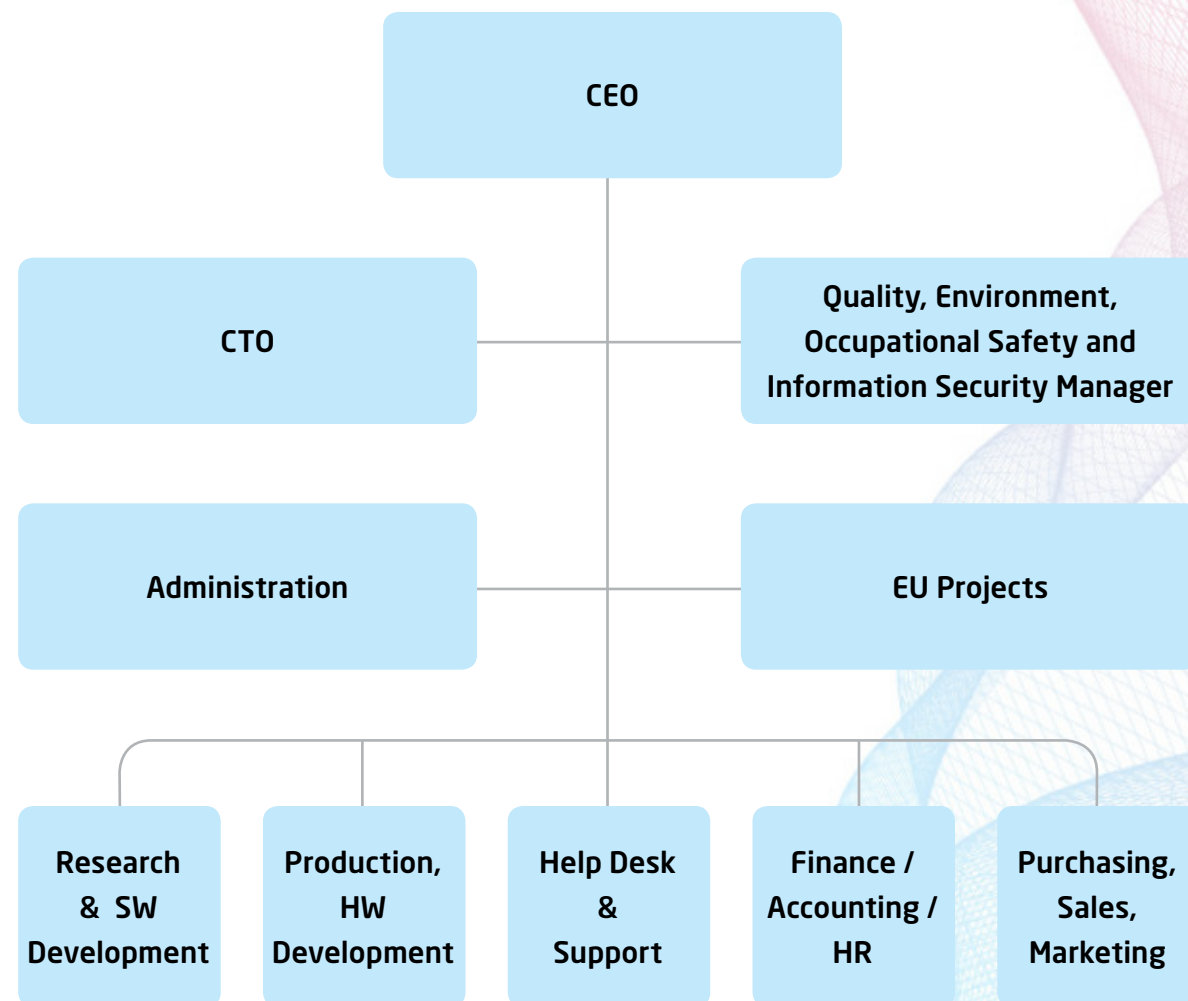 CEO
CTO
Quality, Environment,
Occupational Safety and
Information Security Manager
Administration
EU Projects
Research
& SW
Development
Production,
HW
Development
Help Desk
&
Support
Finance /
Accounting /
HR
Purchasing,
Sales,
Marketing